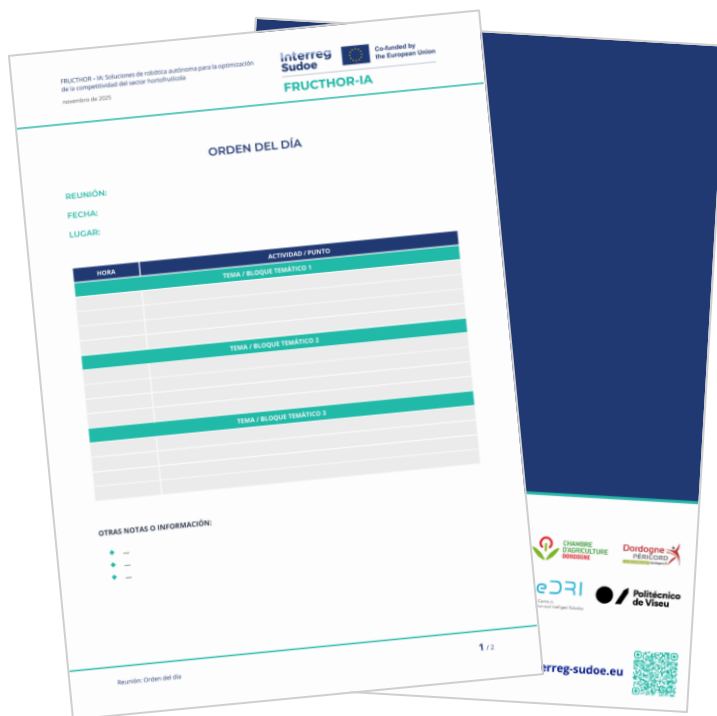 FRUCTHOR – IA: Soluciones de robótica autónoma para la optimización
de la competitividad del sector hortofrutícola
novembro de 2025
Interreg
Sudoe
Co-funded by
the European Union
FRUCTHOR-IA
ORDEN DEL DÍA
REUNIÓN:
FECHA:
LUGAR:
HORA
ACTIVIDAD / PUNTO
TEMA / BLOQUE TEMÁTICO 1
TEMA / BLOQUE TEMÁTICO 2
TEMA / BLOQUE TEMÁTICO 3
OTRAS NOTAS O INFORMACIÓN:
...
...
...
Reunión: Orden del día
1 / 2
CHAMBRE
D'AGRICULTURE
DORDOGNE
Dordogne
PÉRIGORD
eDRI
Politécnico
de Viseu
erreg-sudoe.eu